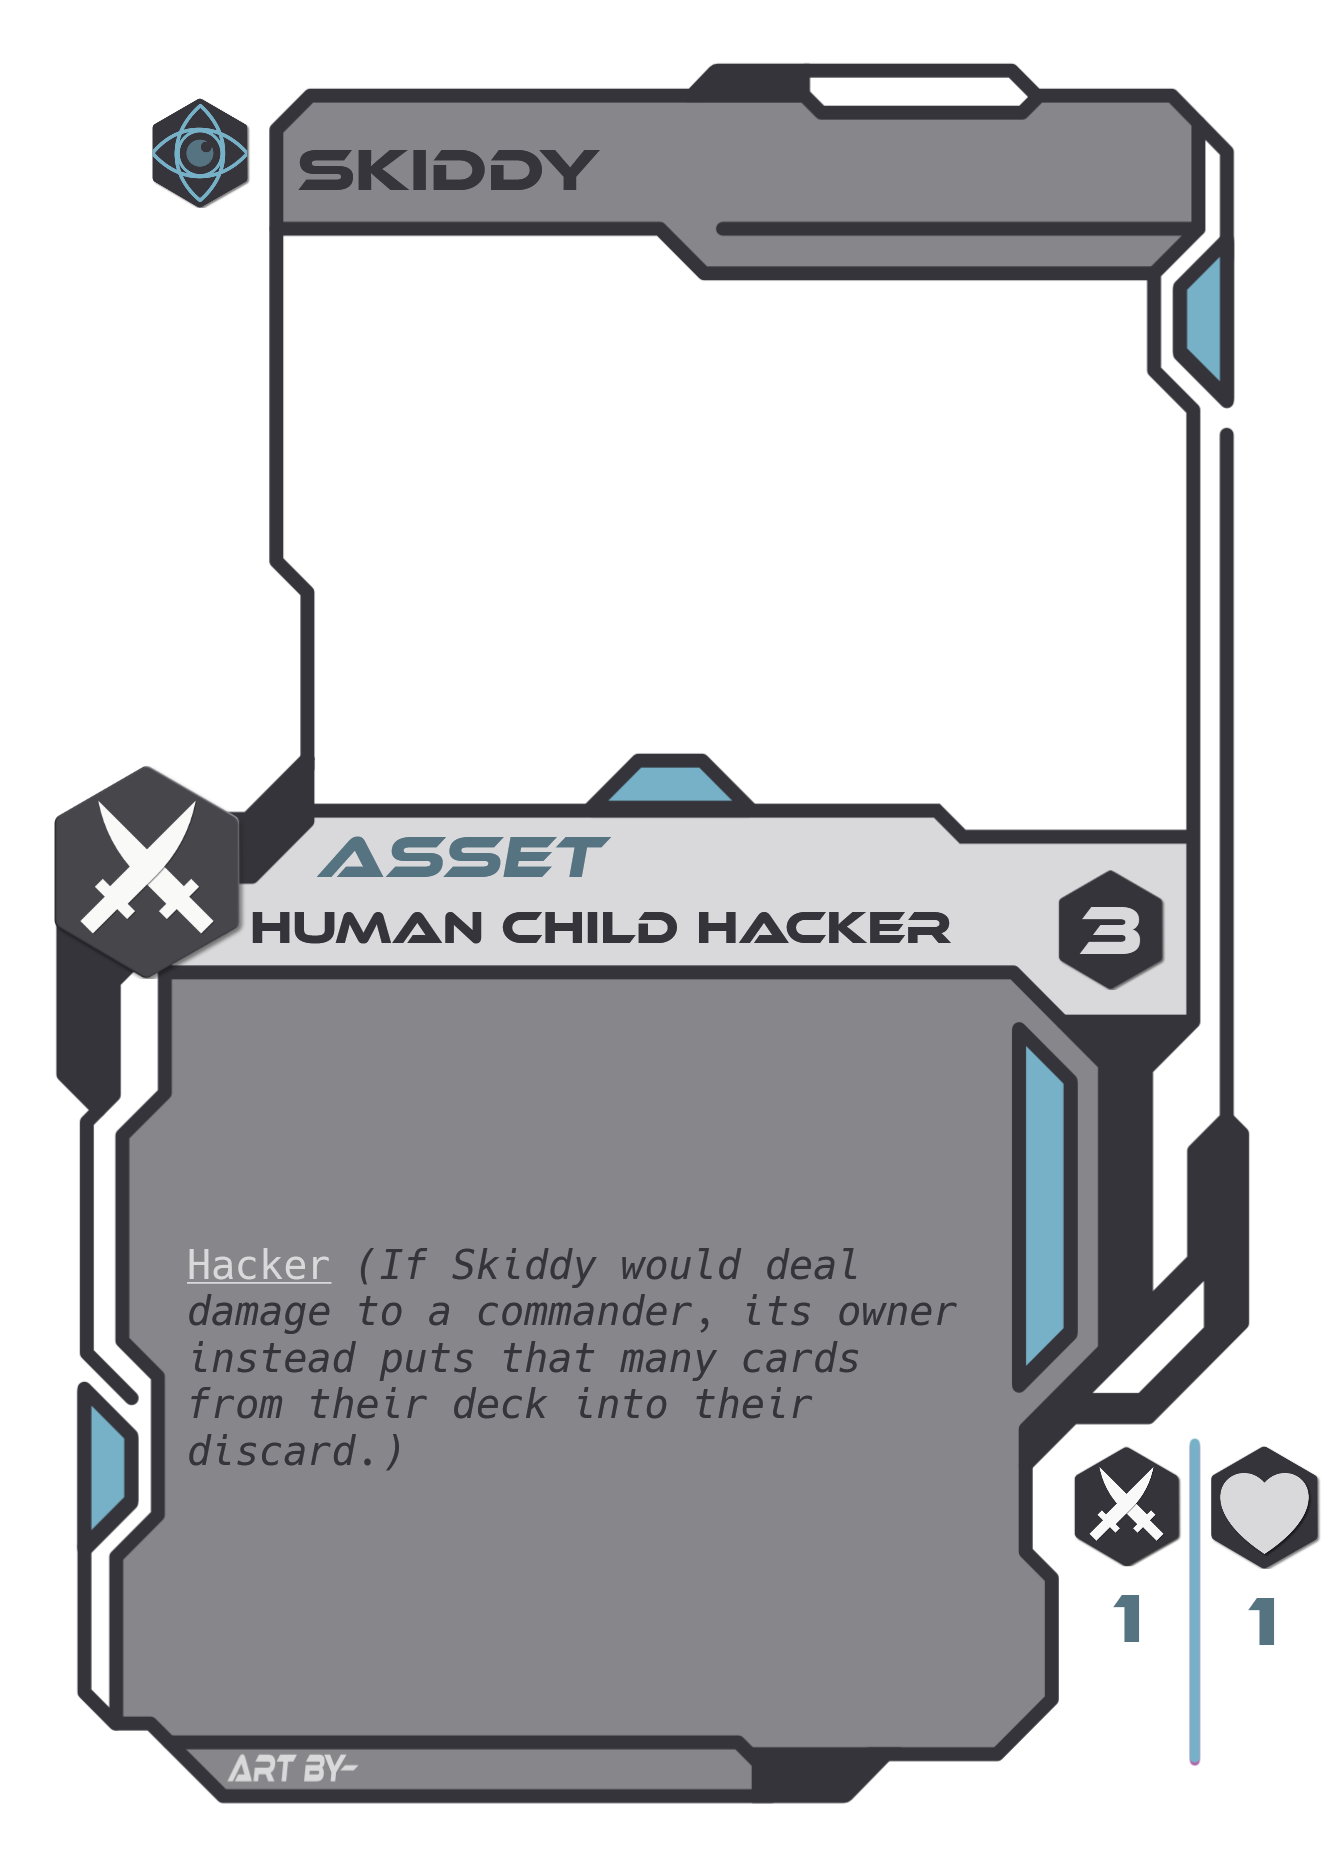 SKIDDY
ASSET
HUMAN CHILD HACKER
3
Hacker (If Skiddy would deal
damage to a commander, its owner
instead puts that many cards
from their deck into their
discard.)
1
1
ART BY-